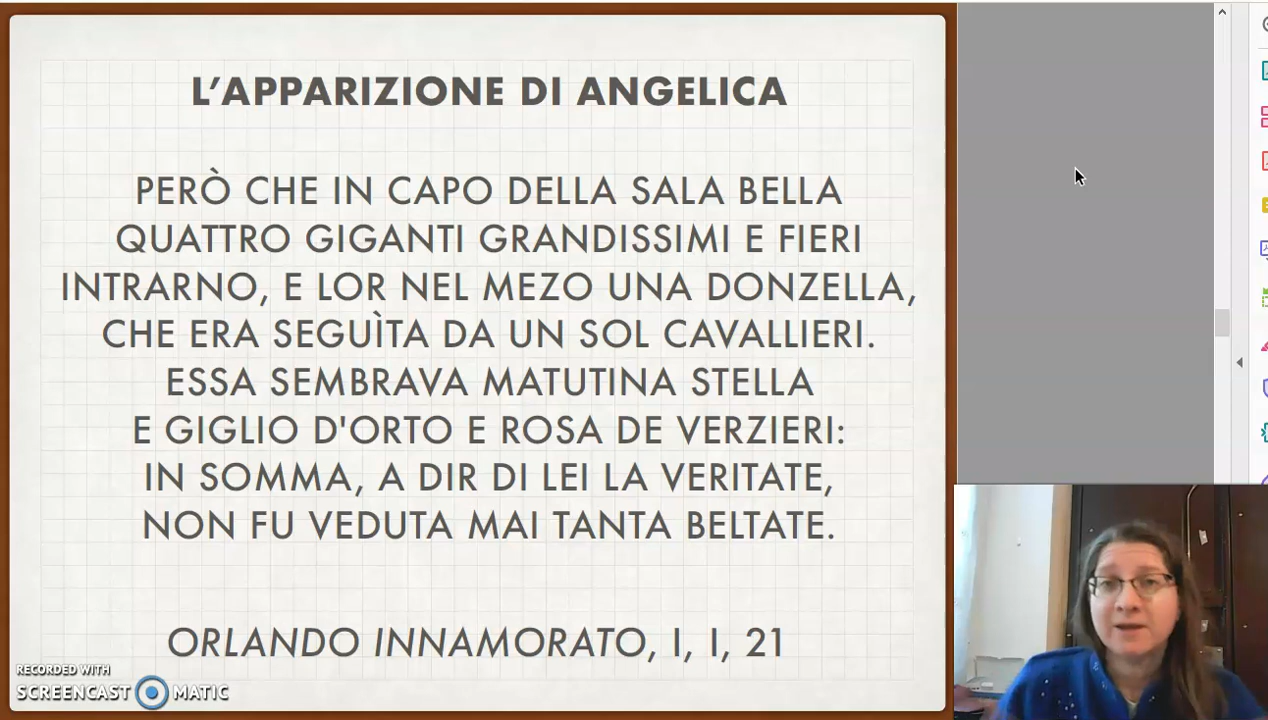 L'APPARIZIONE DI ANGELICA
PERÒ CHE IN CAPO DELLA SALA BELLA
QUATTRO GIGANTI GRANDISSIMI E FIERI
INTRARNO, E LOR NEL MEZO UNA DONZELLA,
CHE ERA SEGUÌTA DA UN SOL CAVALLIERI.
ESSA SEMBRAVA MATUTINA STELLA
E GIGLIO D'ORTO E ROSA DE VERZIERI:
IN SOMMA, A DIR DI LEI LA VERITATE,
NON FU VEDUTA MAI TANTA BELTATE.
ORLANDO INNAMORATO, I, I, 21
RECORDED WITH
SCREENCAST MATIC